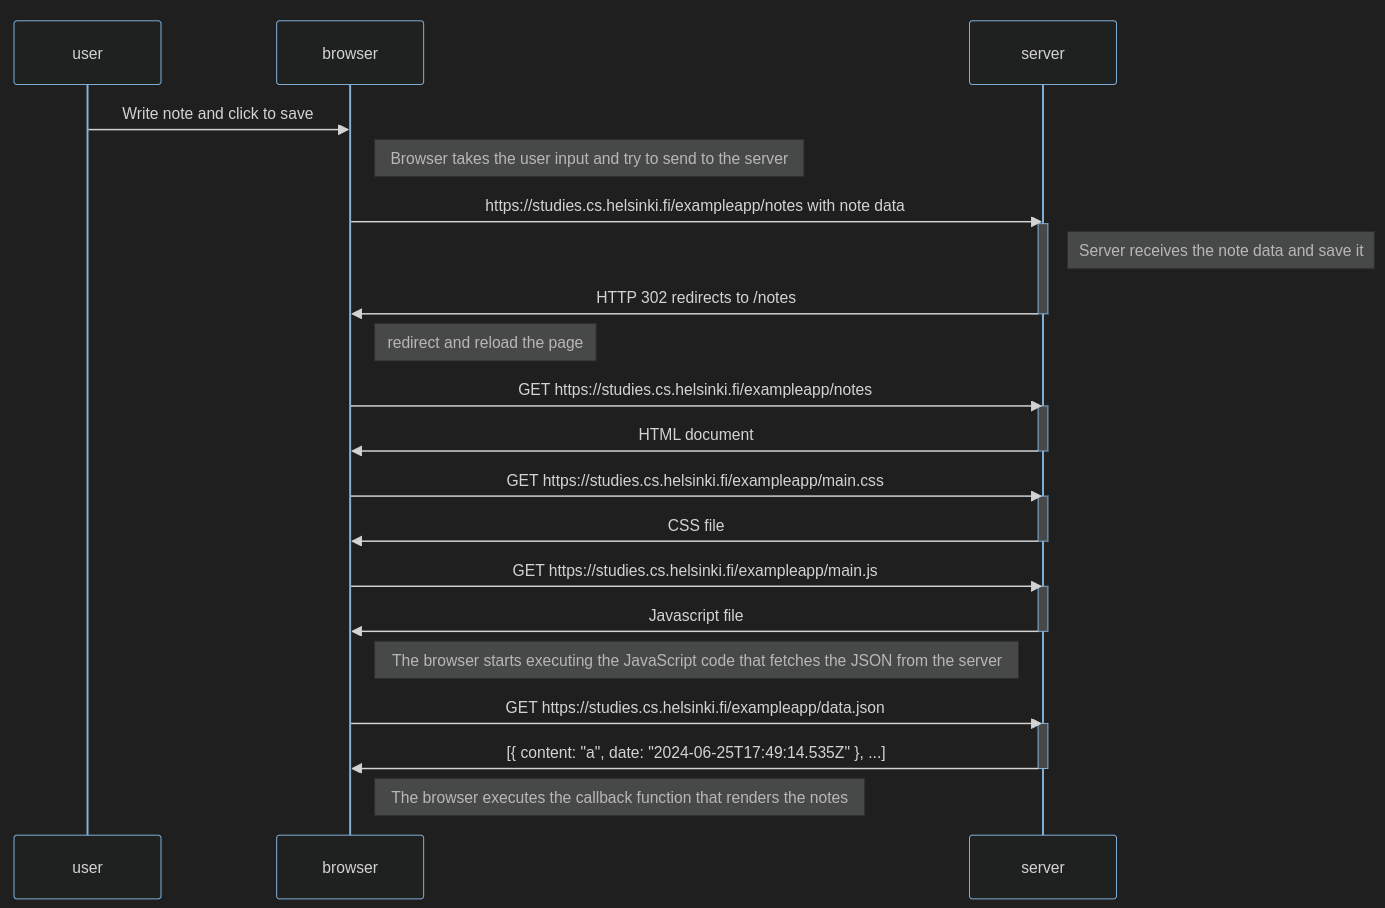 user
browser
server
Write note and click to save
Browser takes the user input and try to send to the server
https://studies.cs.helsinki.fi/exampleapp/notes with note data
Server receives the note data and save it
HTTP 302 redirects to /notes
redirect and reload the page
GET https://studies.cs.helsinki.fi/exampleapp/notes
HTML document
GET https://studies.cs.helsinki.fi/exampleapp/main.css
CSS file
GET https://studies.cs.helsinki.fi/exampleapp/main.js
Javascript file
The browser starts executing the JavaScript code that fetches the JSON from the server
GET https://studies.cs.helsinki.fi/exampleapp/data.json
[{ content: "a", date: "2024-06-25T17:49:14.535Z" }, ...]
The browser executes the callback function that renders the notes
user
browser
server